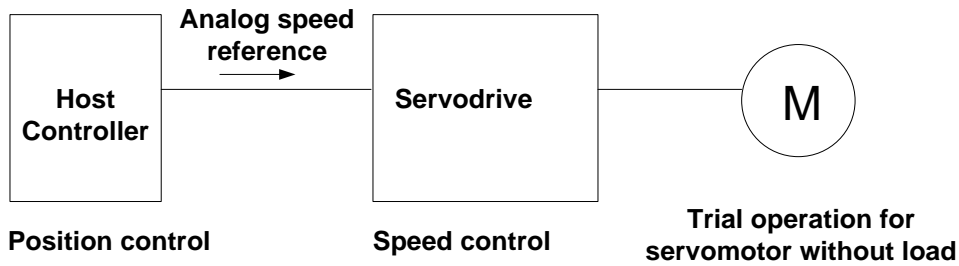 Analog speed
reference
Host
Controller
Servodrive
M
Position control
Speed control
Trial operation for
servomotor without load